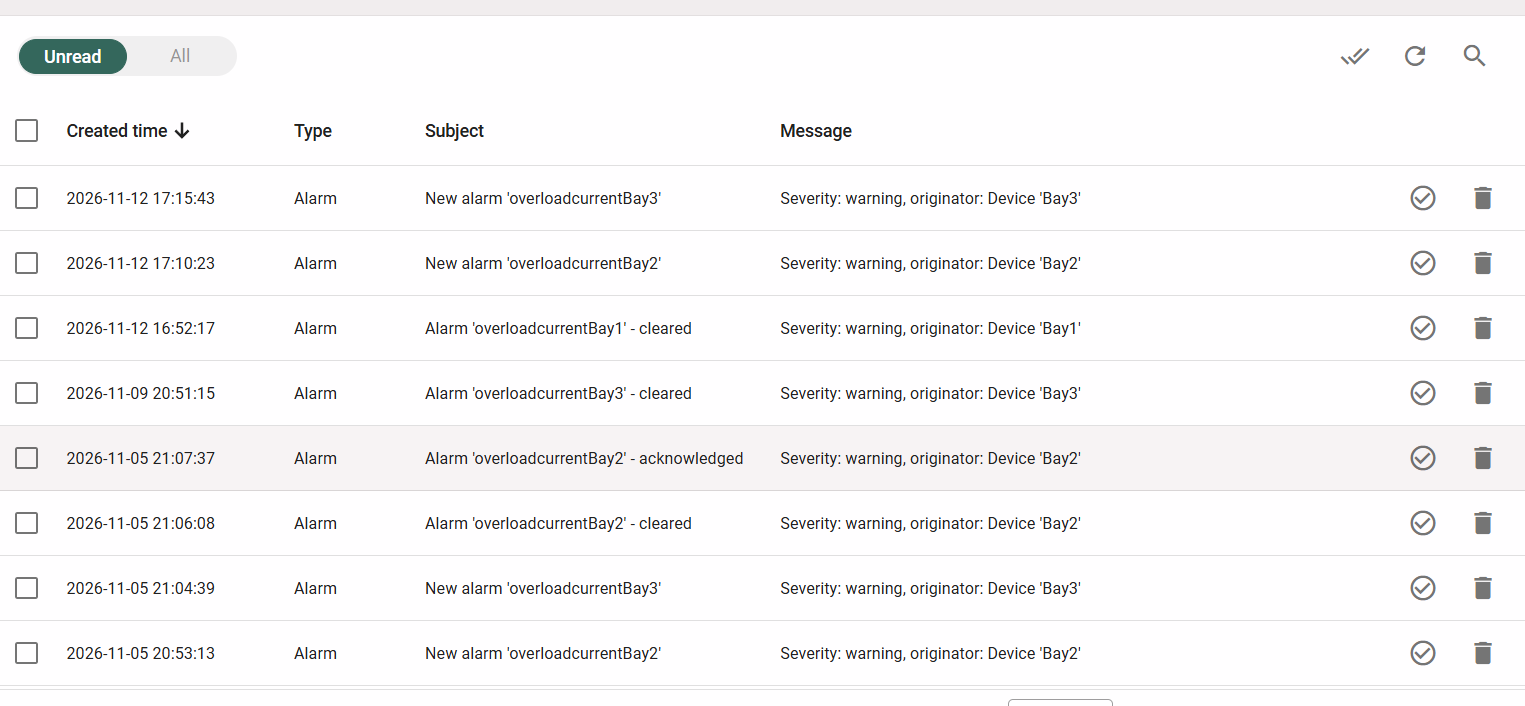 Unread All
Created time Type Subject Message
2026-11-12 17:15:43 Alarm New alarm 'overloadcurrentBay3' Severity: warning, originator: Device 'Bay3'
2026-11-12 17:10:23 Alarm New alarm 'overloadcurrentBay2' Severity: warning, originator: Device 'Bay2'
2026-11-12 16:52:17 Alarm Alarm 'overloadcurrentBay1' - cleared Severity: warning, originator: Device 'Bay1'
2026-11-09 20:51:15 Alarm Alarm 'overloadcurrentBay3' - cleared Severity: warning, originator: Device 'Bay3'
2026-11-05 21:07:37 Alarm Alarm 'overloadcurrentBay2' - acknowledged Severity: warning, originator: Device 'Bay2'
2026-11-05 21:06:08 Alarm Alarm 'overloadcurrentBay2' - cleared Severity: warning, originator: Device 'Bay2'
2026-11-05 21:04:39 Alarm New alarm 'overloadcurrentBay3' Severity: warning, originator: Device 'Bay3'
2026-11-05 20:53:13 Alarm New alarm 'overloadcurrentBay2' Severity: warning, originator: Device 'Bay2'